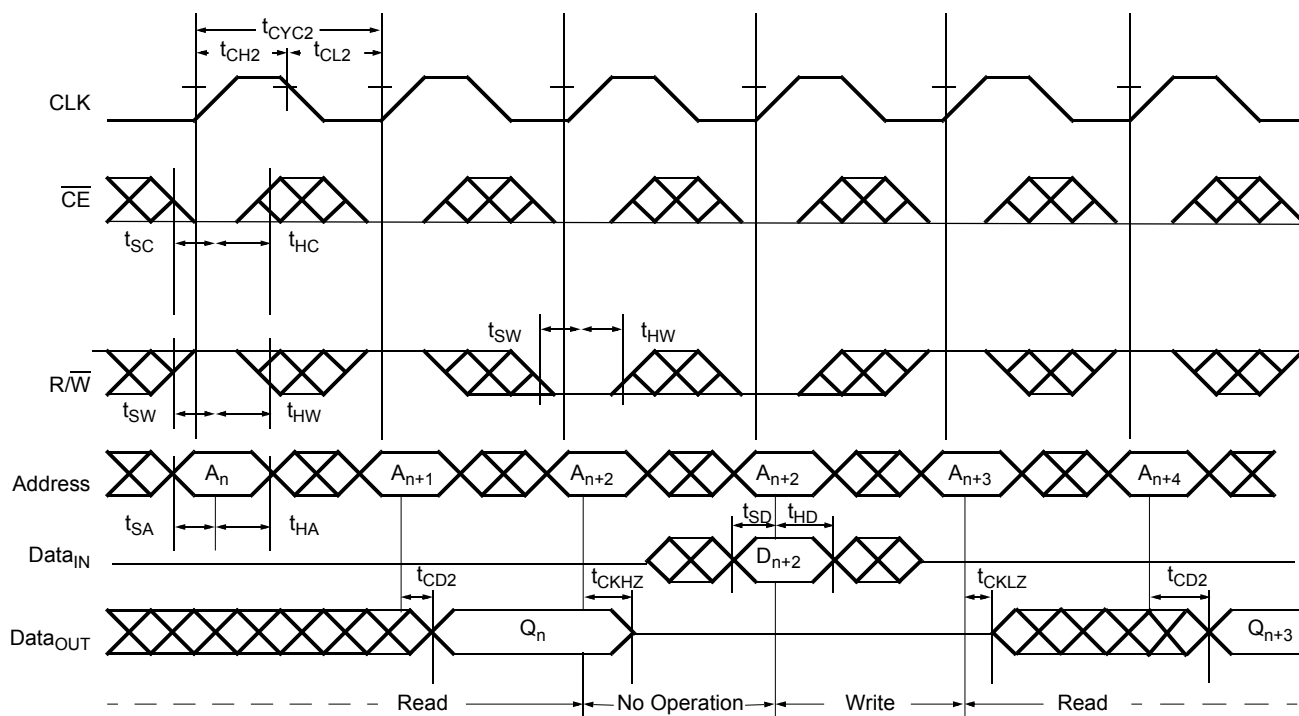 tCYC2
tCH2 tCL2
CLK
CE
tSC tHC
tSW tHW
R/W
tSW tHW
Address An An+1 An+2 An+2 An+3 An+4
tSA tHA tSD tHD
DataIN Dn+2
tCD2 tCKHZ tCKLZ tCD2
DataOUT Qn Qn+3
Read No Operation Write Read